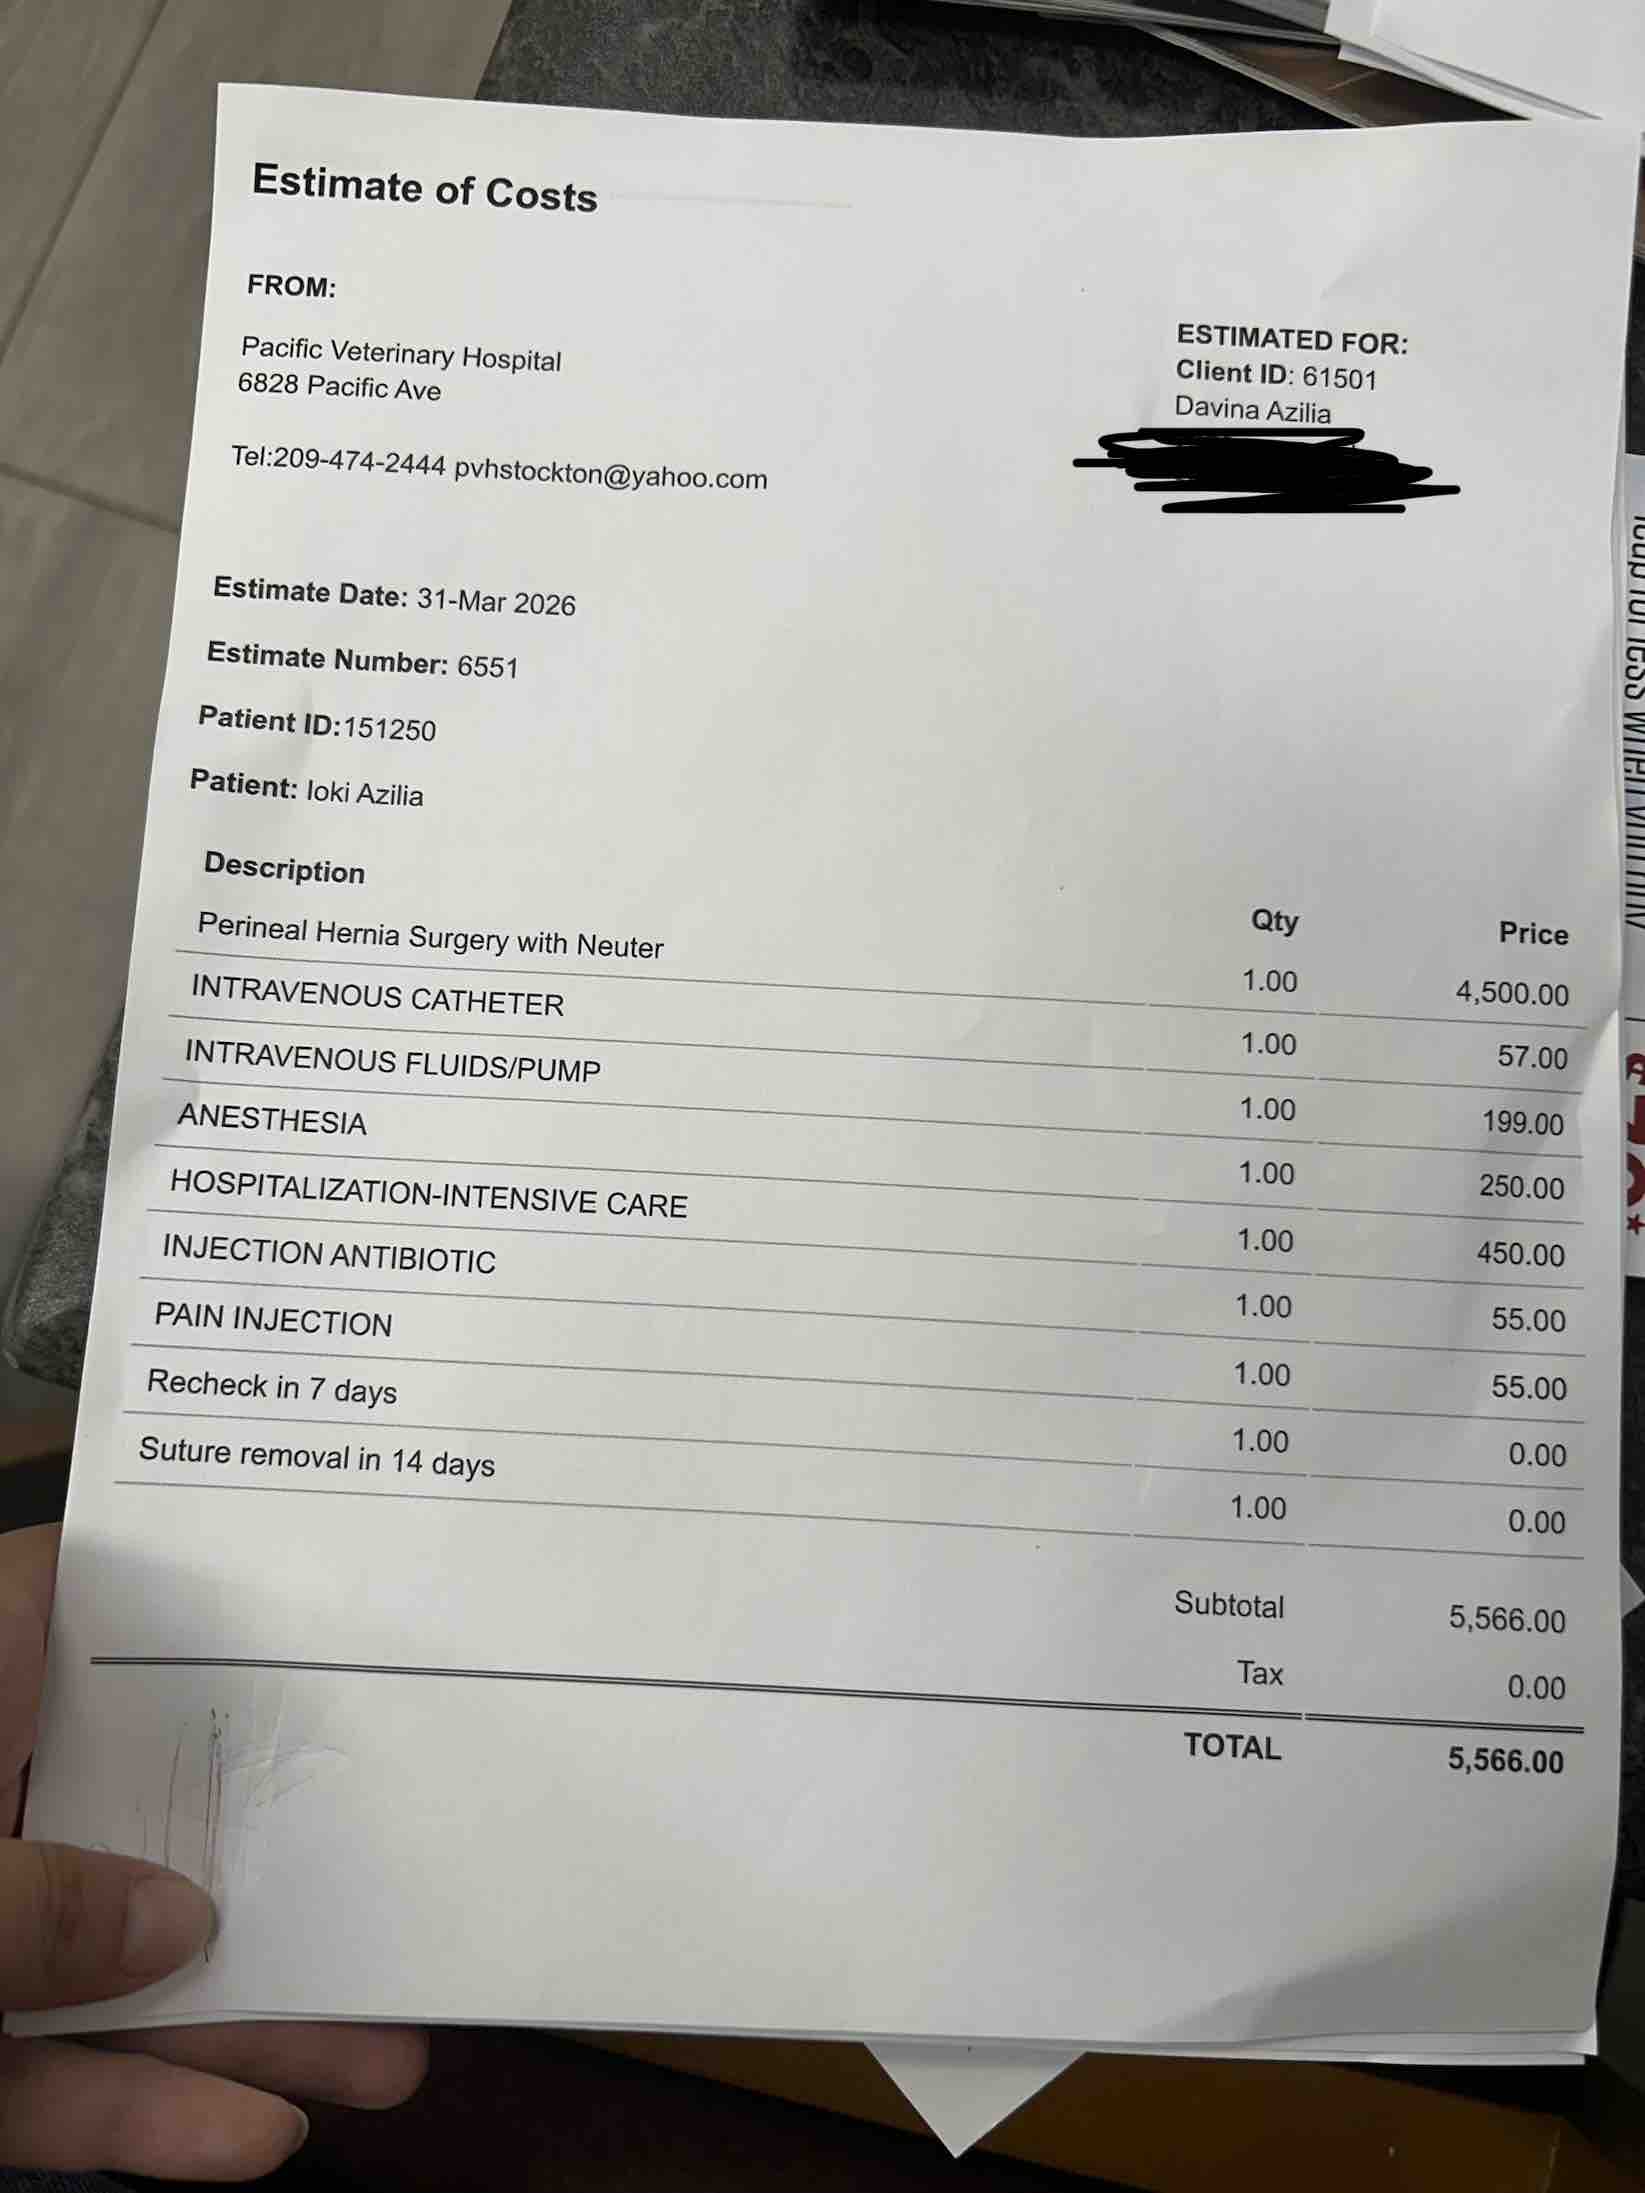 Estimate of Costs
FROM:
Pacific Veterinary Hospital
6828 Pacific Ave
Tel:209-474-2444 pvhstockton@yahoo.com
ESTIMATED FOR:
Client ID: 61501
Davina Azilia
Estimate Date: 31-Mar 2026
Estimate Number: 6551
Patient ID:151250
Patient: loki Azilia
Description Qty Price
Perineal Hernia Surgery with Neuter 1.00 4,500.00
INTRAVENOUS CATHETER 1.00 57.00
INTRAVENOUS FLUIDS/PUMP 1.00 199.00
ANESTHESIA 1.00 250.00
HOSPITALIZATION-INTENSIVE CARE 1.00 450.00
INJECTION ANTIBIOTIC 1.00 55.00
PAIN INJECTION 1.00 55.00
Recheck in 7 days 1.00 0.00
Suture removal in 14 days 1.00 0.00
Subtotal 5,566.00
Tax 0.00
TOTAL 5,566.00
for less